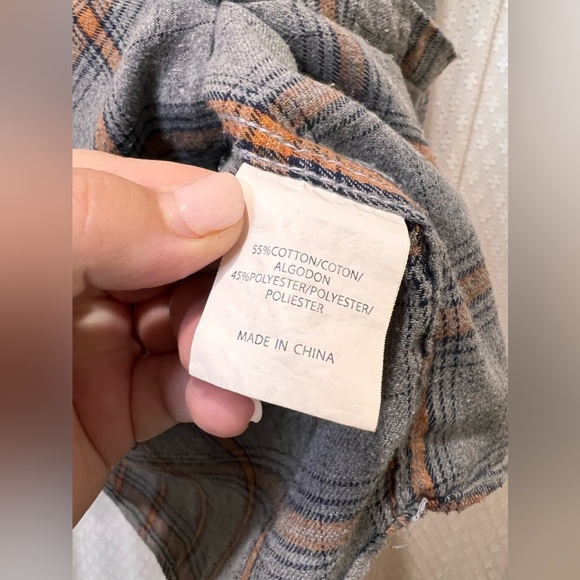 55%COTTON/COTON/
ALGODON
45%POLYESTER/POLYESTER/
POLIESTER
MADE IN CHINA